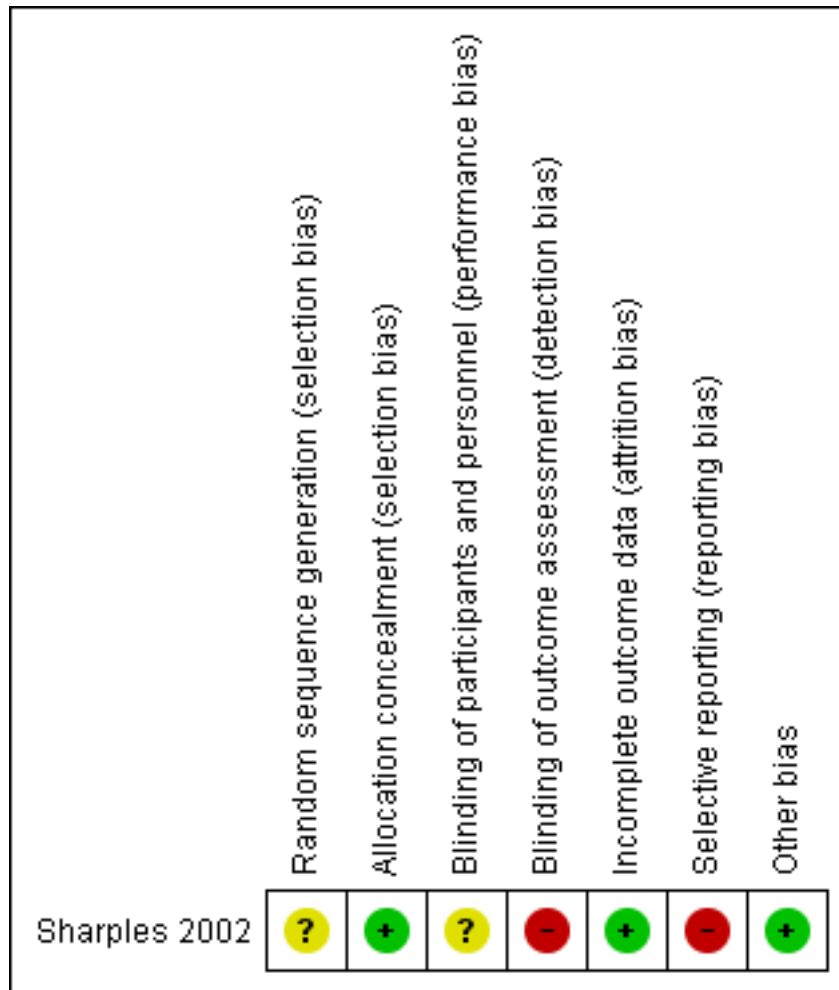 Random sequence generation (selection bias)
Allocation concealment (selection bias)
Blinding of participants and personnel (performance bias)
Blinding of outcome assessment (detection bias)
Incomplete outcome data (attrition bias)
Selective reporting (reporting bias)
Other bias
Sharples 2002 ? + ? - + - +